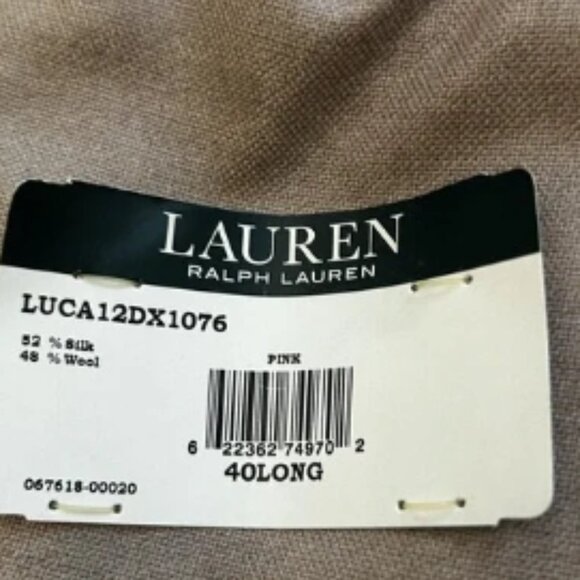 LAUREN
RALPH LAUREN
LUCA12DX1076
52 % Silk
48 % Wool
PINK
6 22362 74970 2
40LONG
067618-00020